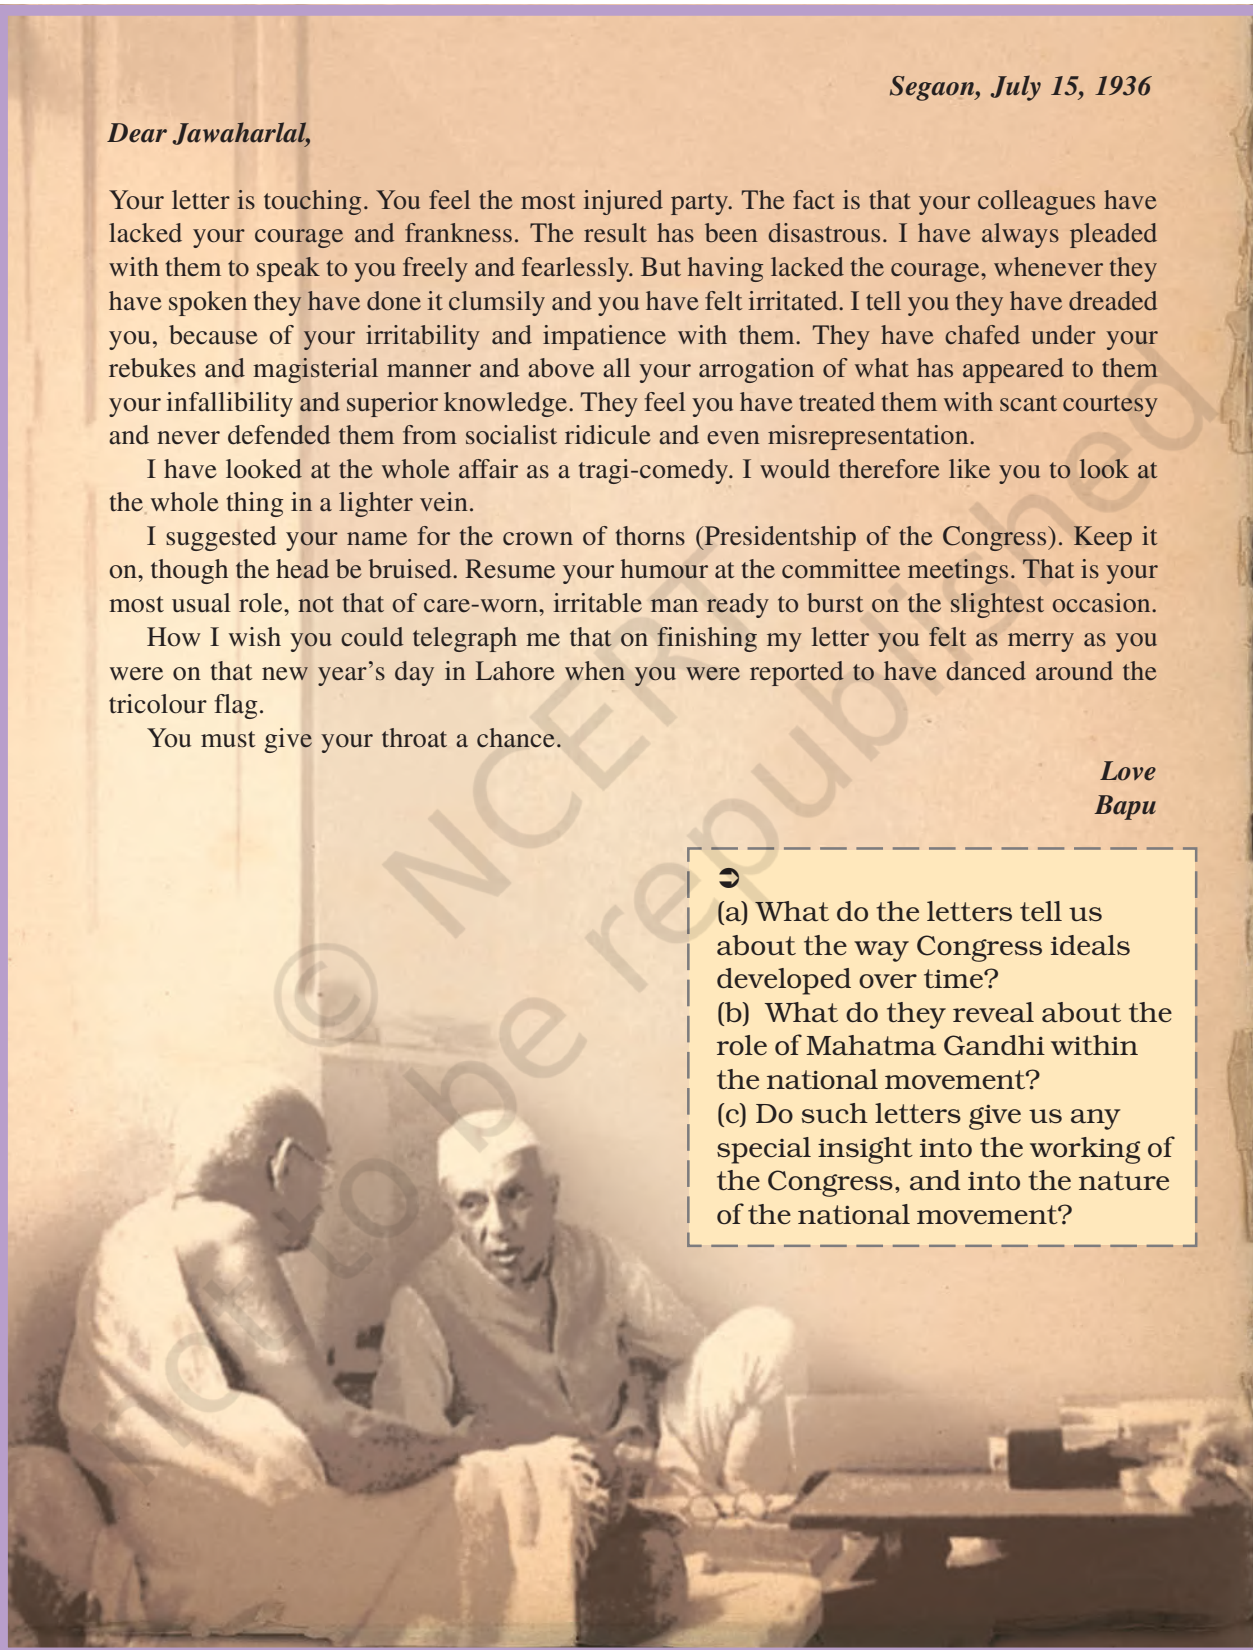 Segaon, July 15, 1936
Dear Jawaharlal,
Your letter is touching. You feel the most injured party. The fact is that your colleagues have
lacked your courage and frankness. The result has been disastrous. I have always pleaded
with them to speak to you freely and fearlessly. But having lacked the courage, whenever they
have spoken they have done it clumsily and you have felt irritated. I tell you they have dreaded
you, because of your irritability and impatience with them. They have chafed under your
rebukes and magisterial manner and above all your arrogation of what has appeared to them
your infallibility and superior knowledge. They feel you have treated them with scant courtesy
and never defended them from socialist ridicule and even misrepresentation.
I have looked at the whole affair as a tragi-comedy. I would therefore like you to look at
the whole thing in a lighter vein.
I suggested your name for the crown of thorns (Presidentship of the Congress). Keep it
on, though the head be bruised. Resume your humour at the committee meetings. That is your
most usual role, not that of care-worn, irritable man ready to burst on the slightest occasion.
How I wish you could telegraph me that on finishing my letter you felt as merry as you
were on that new year's day in Lahore when you were reported to have danced around the
tricolour flag.
You must give your throat a chance.
Love
Bapu
(a) What do the letters tell us
about the way Congress ideals
developed over time?
(b) What do they reveal about the
role of Mahatma Gandhi within
the national movement?
(c) Do such letters give us any
special insight into the working of
the Congress, and into the nature
of the national movement?
© NCERT
not to be republished